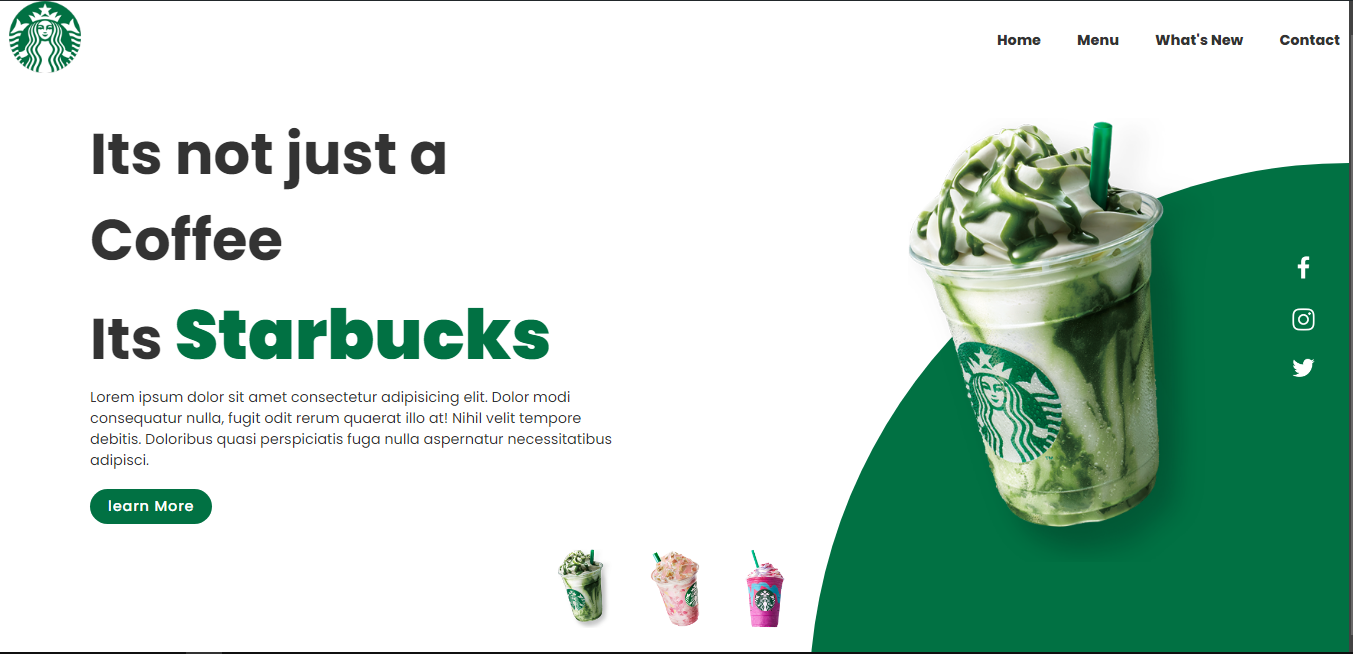 Home Menu What's New Contact
Its not just a
Coffee
Its Starbucks
Lorem ipsum dolor sit amet consectetur adipisicing elit. Dolor modi
consequatur nulla, fugit odit rerum quaerat illo at! Nihil velit tempore
debitis. Doloribus quasi perspiciatis fuga nulla aspernatur necessitatibus
adipisci.
learn More